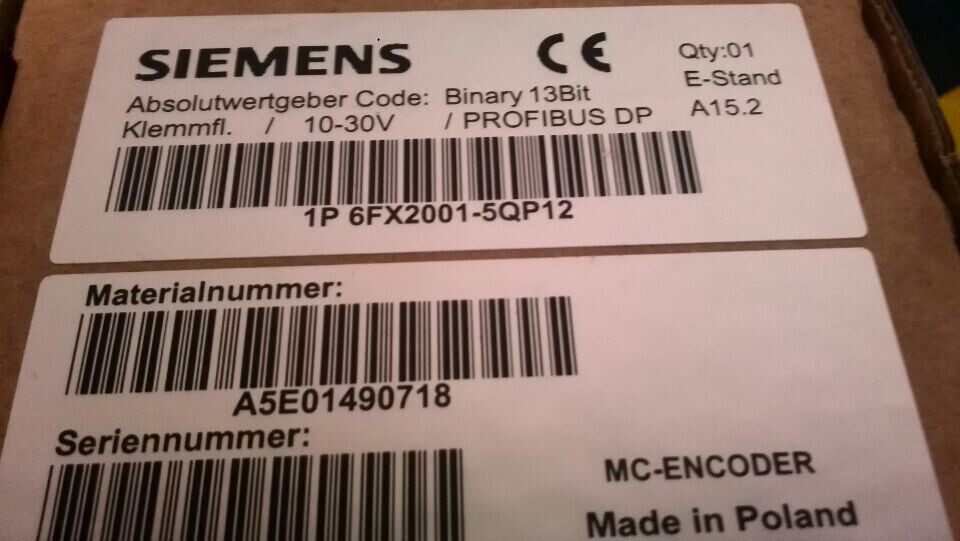 SIEMENS CE Qty:01
Absolutwertgeber Code: Binary 13Bit E-Stand
Klemmfl. / 10-30V / PROFIBUS DP A15.2
1P 6FX2001-5QP12
Materialnummer:
A5E01490718
Seriennummer:
MC-ENCODER
Made in Poland